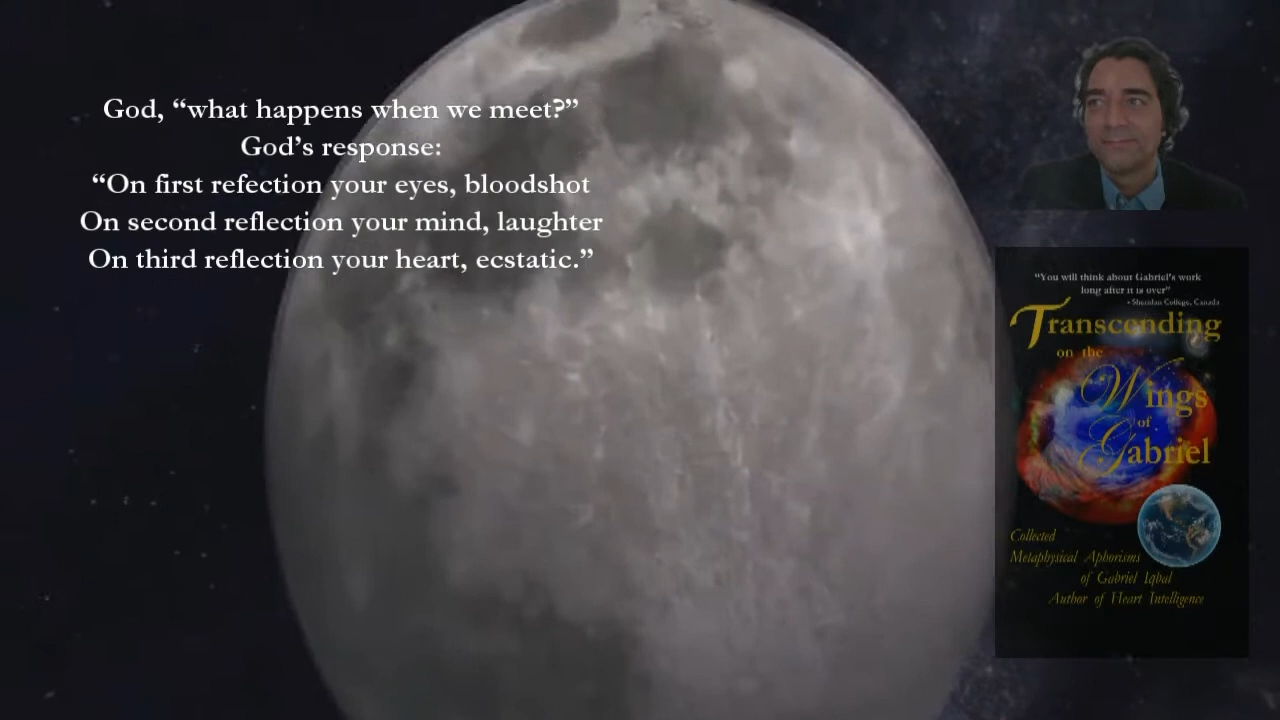 God, “what happens when we meet?”
God’s response:
“On first refection your eyes, bloodshot
On second reflection your mind, laughter
On third reflection your heart, ecstatic.”
"You will think about Gabriel's work
long after it is over"
- Sheridan College, Canada
Transcending
on the
Wings
of
Gabriel
Collected
Metaphysical Aphorisms
of Gabriel Iqbal
Author of Heart Intelligence